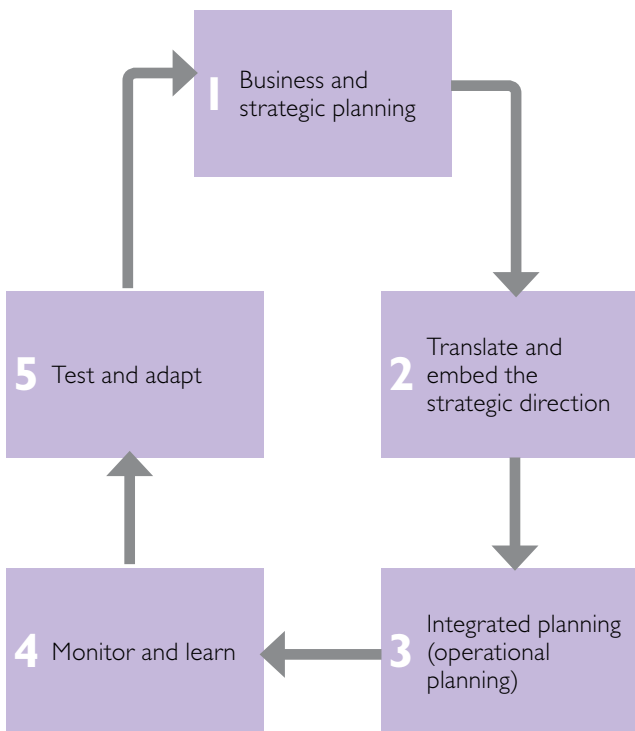 1 Business and
strategic planning
2 Translate and
embed the
strategic direction
3 Integrated planning
(operational
planning)
4 Monitor and learn
5 Test and adapt